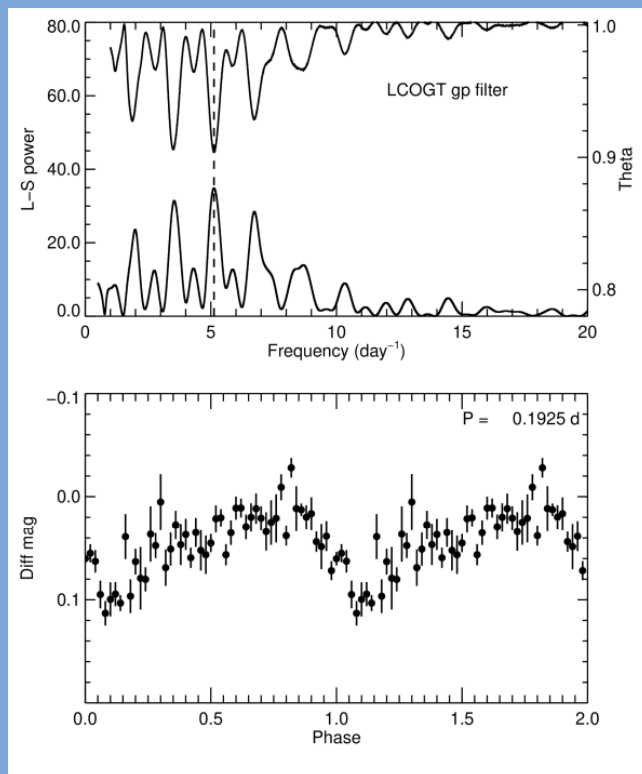 80.0
60.0
40.0
20.0
0.0
L-S power
1.0
0.9
0.8
Theta
LCOGT gp filter
0 5 10 15 20
Frequency (day⁻¹)
-0.1
0.0
0.1
Diff mag
P = 0.1925 d
0.0 0.5 1.0 1.5 2.0
Phase